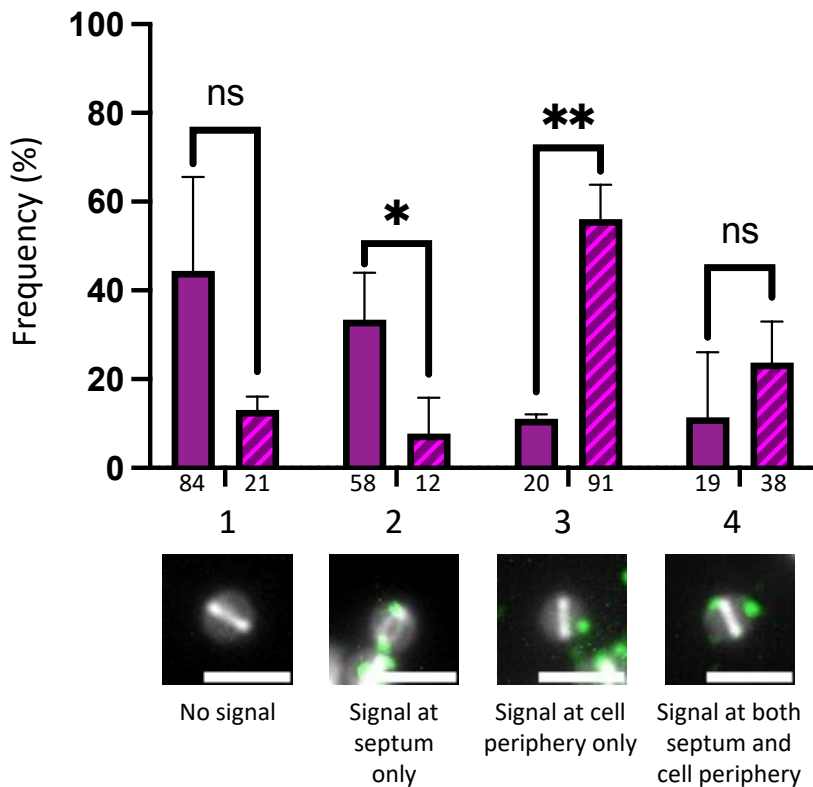 100
80
60
40
20
0
Frequency (%)
ns
*
**
ns
84 21 58 12 20 91 19 38
1 2 3 4
No signal
Signal at
septum
only
Signal at cell
periphery only
Signal at both
septum and
cell periphery